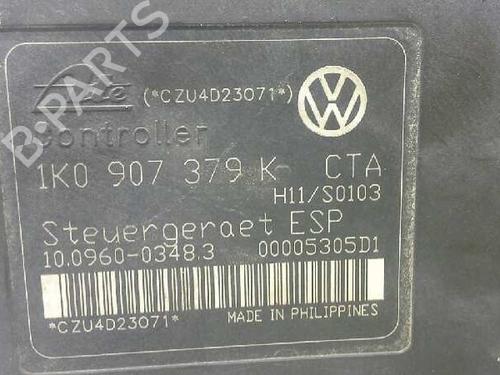 B-PARTS
Ate (*CZU4D23071*)
controller
1K0 907 379 K CTA
H11/S0103
Steuergeraet ESP
10.0960-0348.3 00005305D1
*CZU4D23071* MADE IN PHILIPPINES